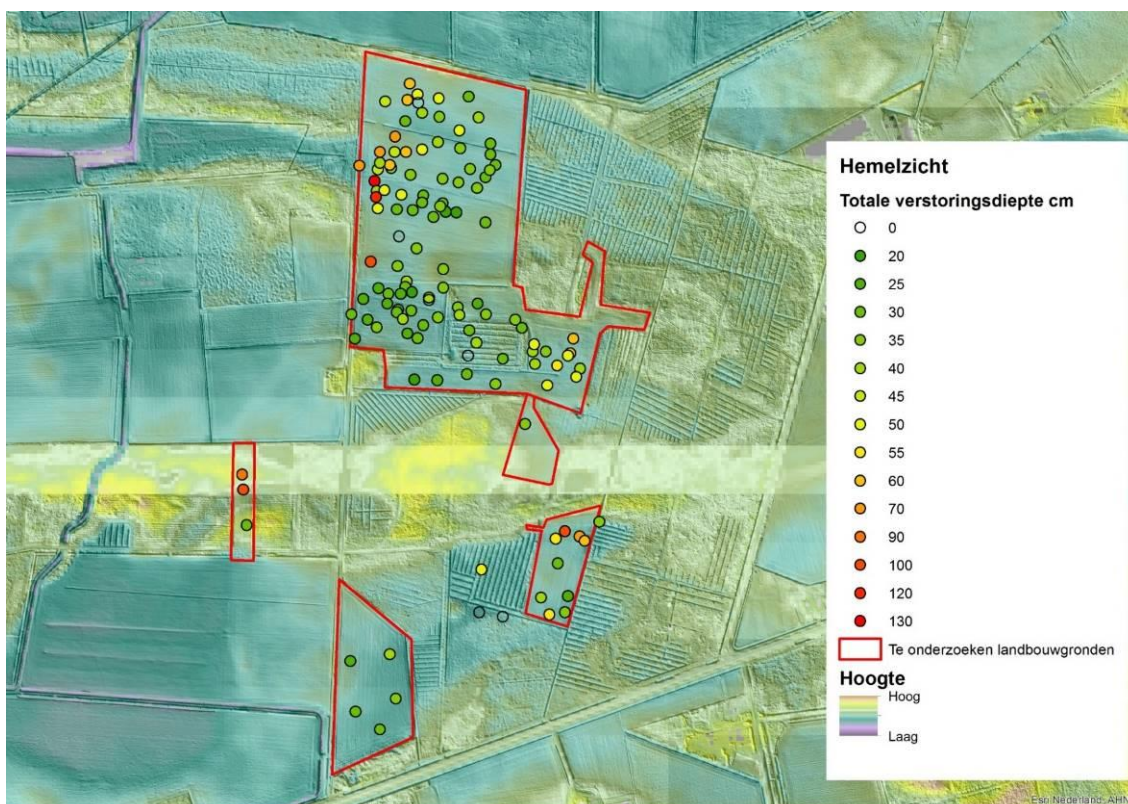 Hemelzicht
Totale verstoringsdiepte cm
0
20
25
30
35
40
45
50
55
60
70
90
100
120
130
Te onderzoeken landbouwgronden
Hoogte
Hoog
Laag
Esri Nederland, AHN